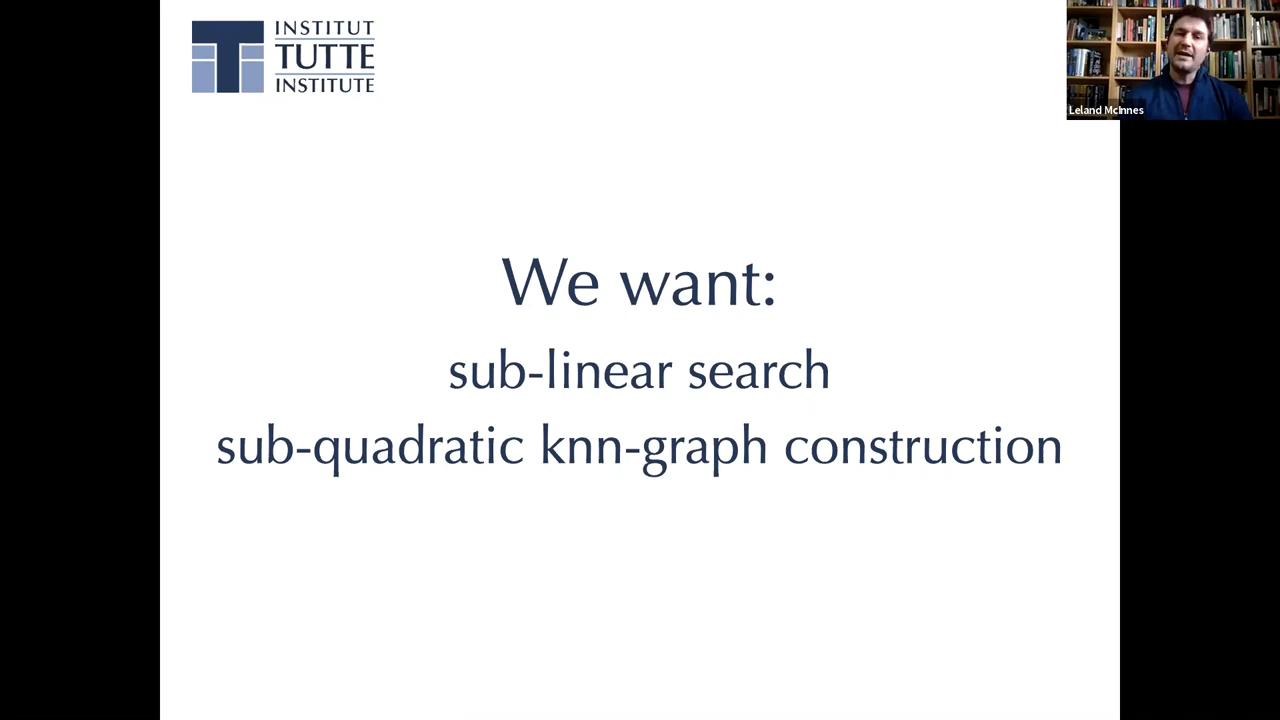 INSTITUT
TUTTE
INSTITUTE
Leland McInnes
We want:
sub-linear search
sub-quadratic knn-graph construction